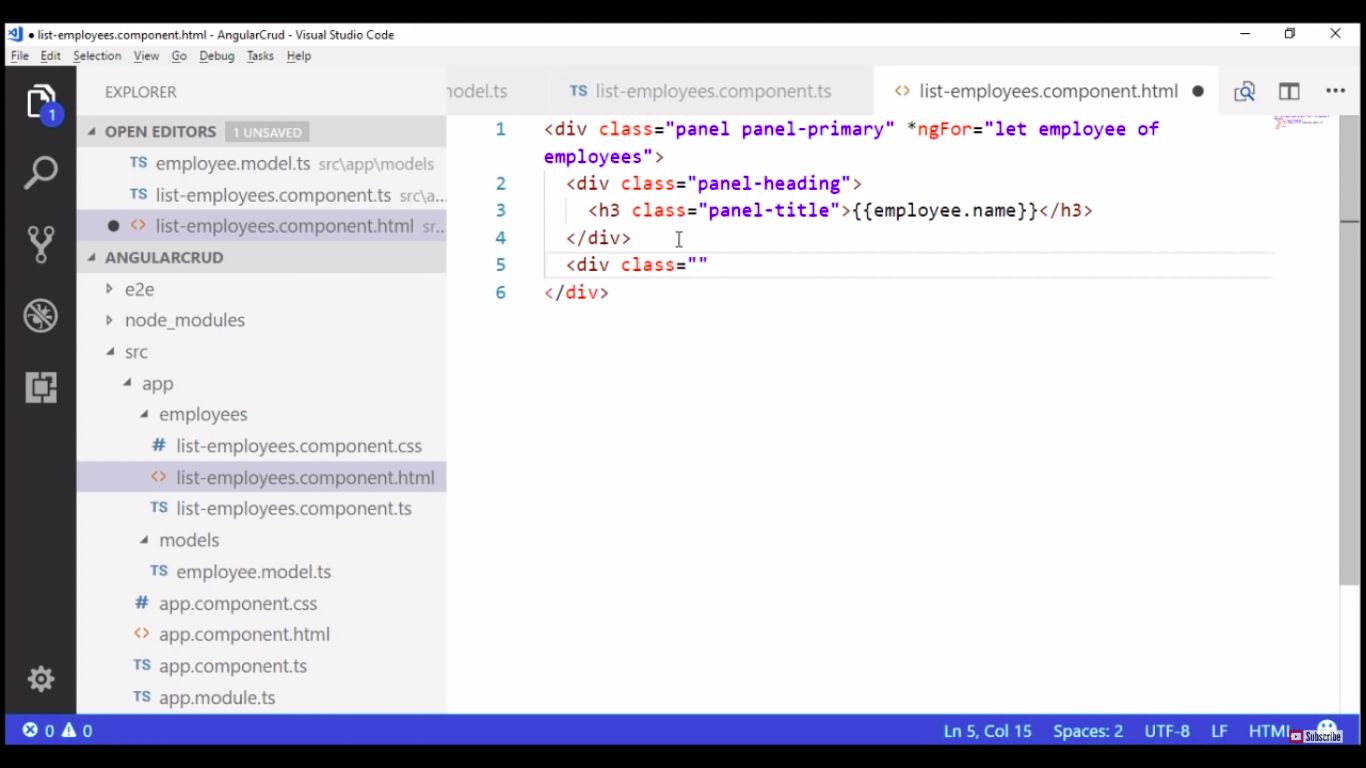 ● list-employees.component.html - AngularCrud - Visual Studio Code
File Edit Selection View Go Debug Tasks Help
EXPLORER
OPEN EDITORS 1 UNSAVED
TS employee.model.ts src\app\models
TS list-employees.component.ts src\a...
● <> list-employees.component.html sr...
ANGULARCRUD
e2e
node_modules
src
app
employees
# list-employees.component.css
<> list-employees.component.html
TS list-employees.component.ts
models
TS employee.model.ts
# app.component.css
<> app.component.html
TS app.component.ts
TS app.module.ts
1
nodel.ts TS list-employees.component.ts <> list-employees.component.html ●
1 <div class="panel panel-primary" *ngFor="let employee of
employees">
2 <div class="panel-heading">
3 <h3 class="panel-title">{{employee.name}}</h3>
4 </div>
5 <div class=""
6 </div>
0 0 Ln 5, Col 15 Spaces: 2 UTF-8 LF HTML
Subscribe